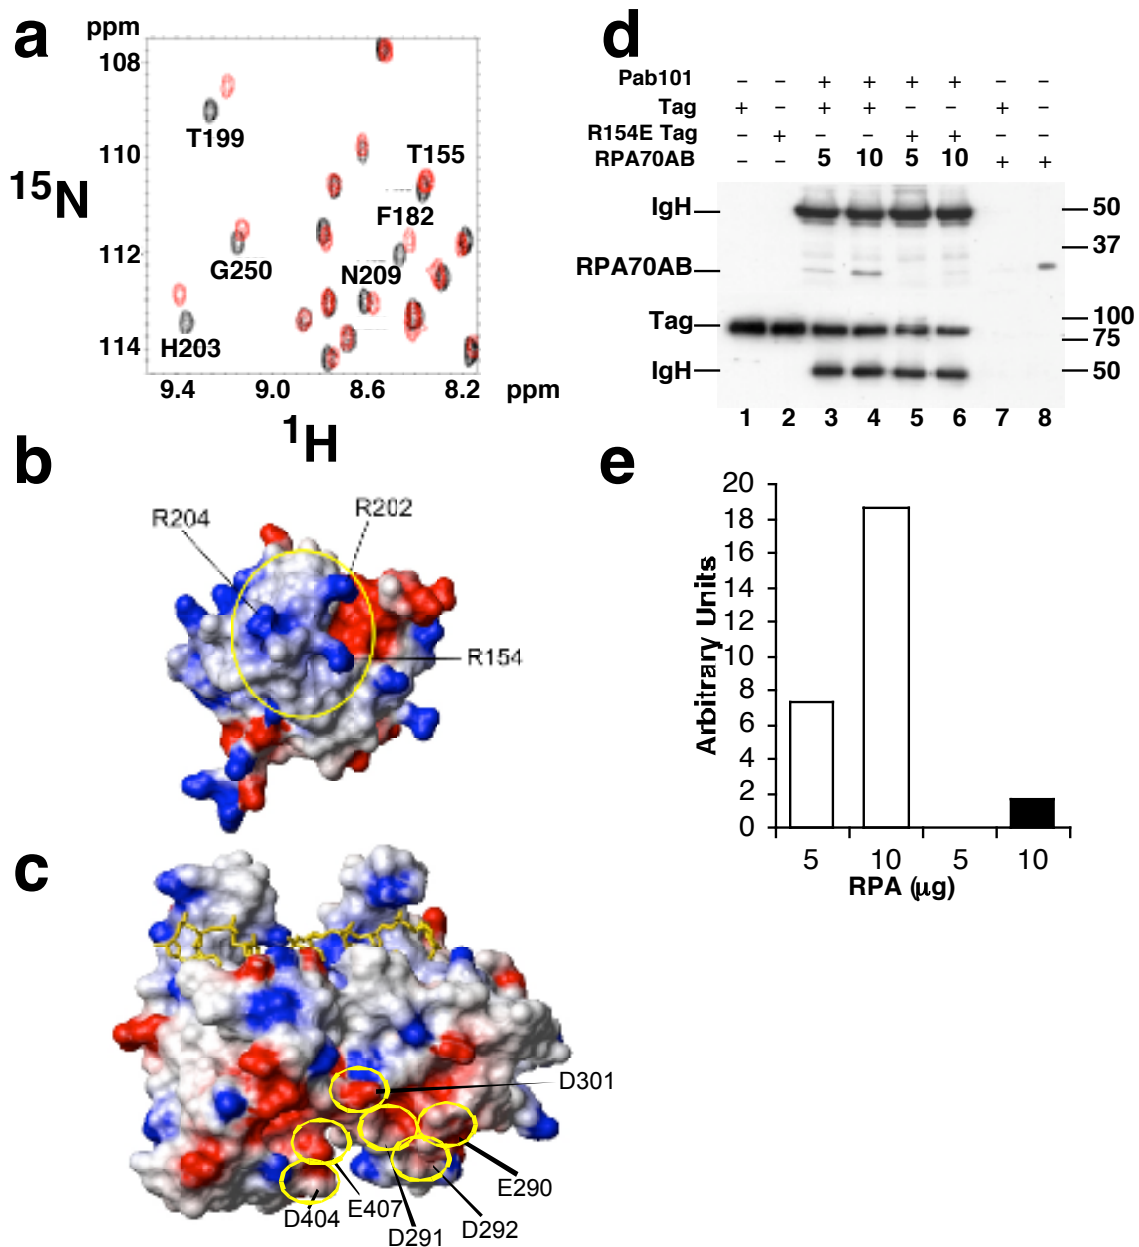 a
ppm
108
110
112
114
15N
T199
T155
F182
G250
N209
H203
9.4 9.0 8.6 8.2 ppm
1H
b
R204
R202
R154
c
D301
E290
D292
D291
E407
D404
d
Pab101 – – + + + + – –
Tag + – + + – – + –
R154E Tag – + – – + + – –
RPA70AB – – 5 10 5 10 + +
IgH
RPA70AB
Tag
IgH
50
37
100
75
50
1 2 3 4 5 6 7 8
e
20
18
16
14
12
10
8
6
4
2
0
Arbitrary Units
5 10 5 10
RPA (µg)